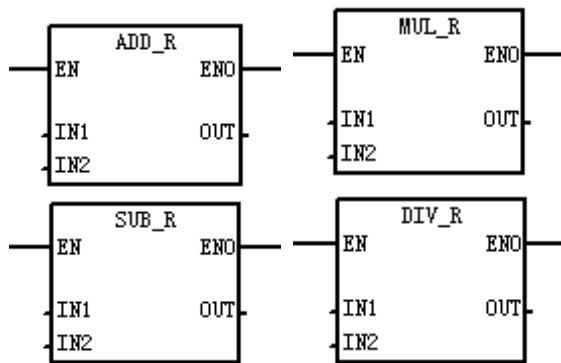 ADD_R
EN ENO
IN1 OUT
IN2
MUL_R
EN ENO
IN1 OUT
IN2
SUB_R
EN ENO
IN1 OUT
IN2
DIV_R
EN ENO
IN1 OUT
IN2